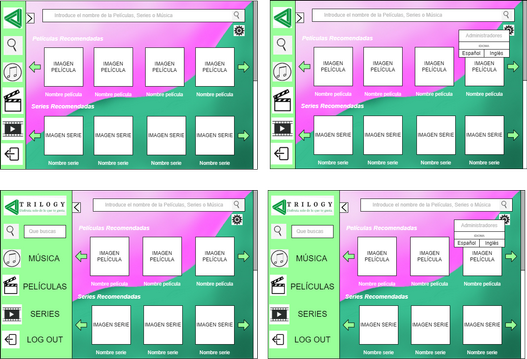 Introduce el nombre de la Películas, Series o Música
Películas Recomendadas
IMAGEN PELÍCULA
IMAGEN PELÍCULA
IMAGEN PELÍCULA
IMAGEN PELÍCULA
Nombre película
Nombre película
Nombre película
Nombre película
Series Recomendadas
IMAGEN SERIE
IMAGEN SERIE
IMAGEN SERIE
IMAGEN SERIE
Nombre serie
Nombre serie
Nombre serie
Nombre serie
Introduce el nombre de la Películas, Series o Música
Administradores
Español
Inglés
Películas Recomendadas
IMAGEN PELÍCULA
IMAGEN PELÍCULA
IMAGEN PELÍCULA
IMAGEN PELÍCULA
Nombre película
Nombre película
Nombre película
Nombre película
Series Recomendadas
IMAGEN SERIE
IMAGEN SERIE
IMAGEN SERIE
IMAGEN SERIE
Nombre serie
Nombre serie
Nombre serie
Nombre serie
TRILOGY
Introduce el nombre de la Películas, Series o Música
Que buscas
MÚSICA
PELÍCULAS
SERIES
LOG OUT
Películas Recomendadas
IMAGEN PELÍCULA
IMAGEN PELÍCULA
IMAGEN PELÍCULA
Nombre película
Nombre película
Nombre película
Series Recomendadas
IMAGEN SERIE
IMAGEN SERIE
IMAGEN SERIE
Nombre serie
Nombre serie
Nombre serie
TRILOGY
Introduce el nombre de la Películas, Series o Música
Administradores
Español
Inglés
Que buscas
MÚSICA
PELÍCULAS
SERIES
LOG OUT
Películas Recomendadas
IMAGEN PELÍCULA
IMAGEN PELÍCULA
IMAGEN PELÍCULA
Nombre película
Nombre película
Nombre película
Series Recomendadas
IMAGEN SERIE
IMAGEN SERIE
IMAGEN SERIE
Nombre serie
Nombre serie
Nombre serie